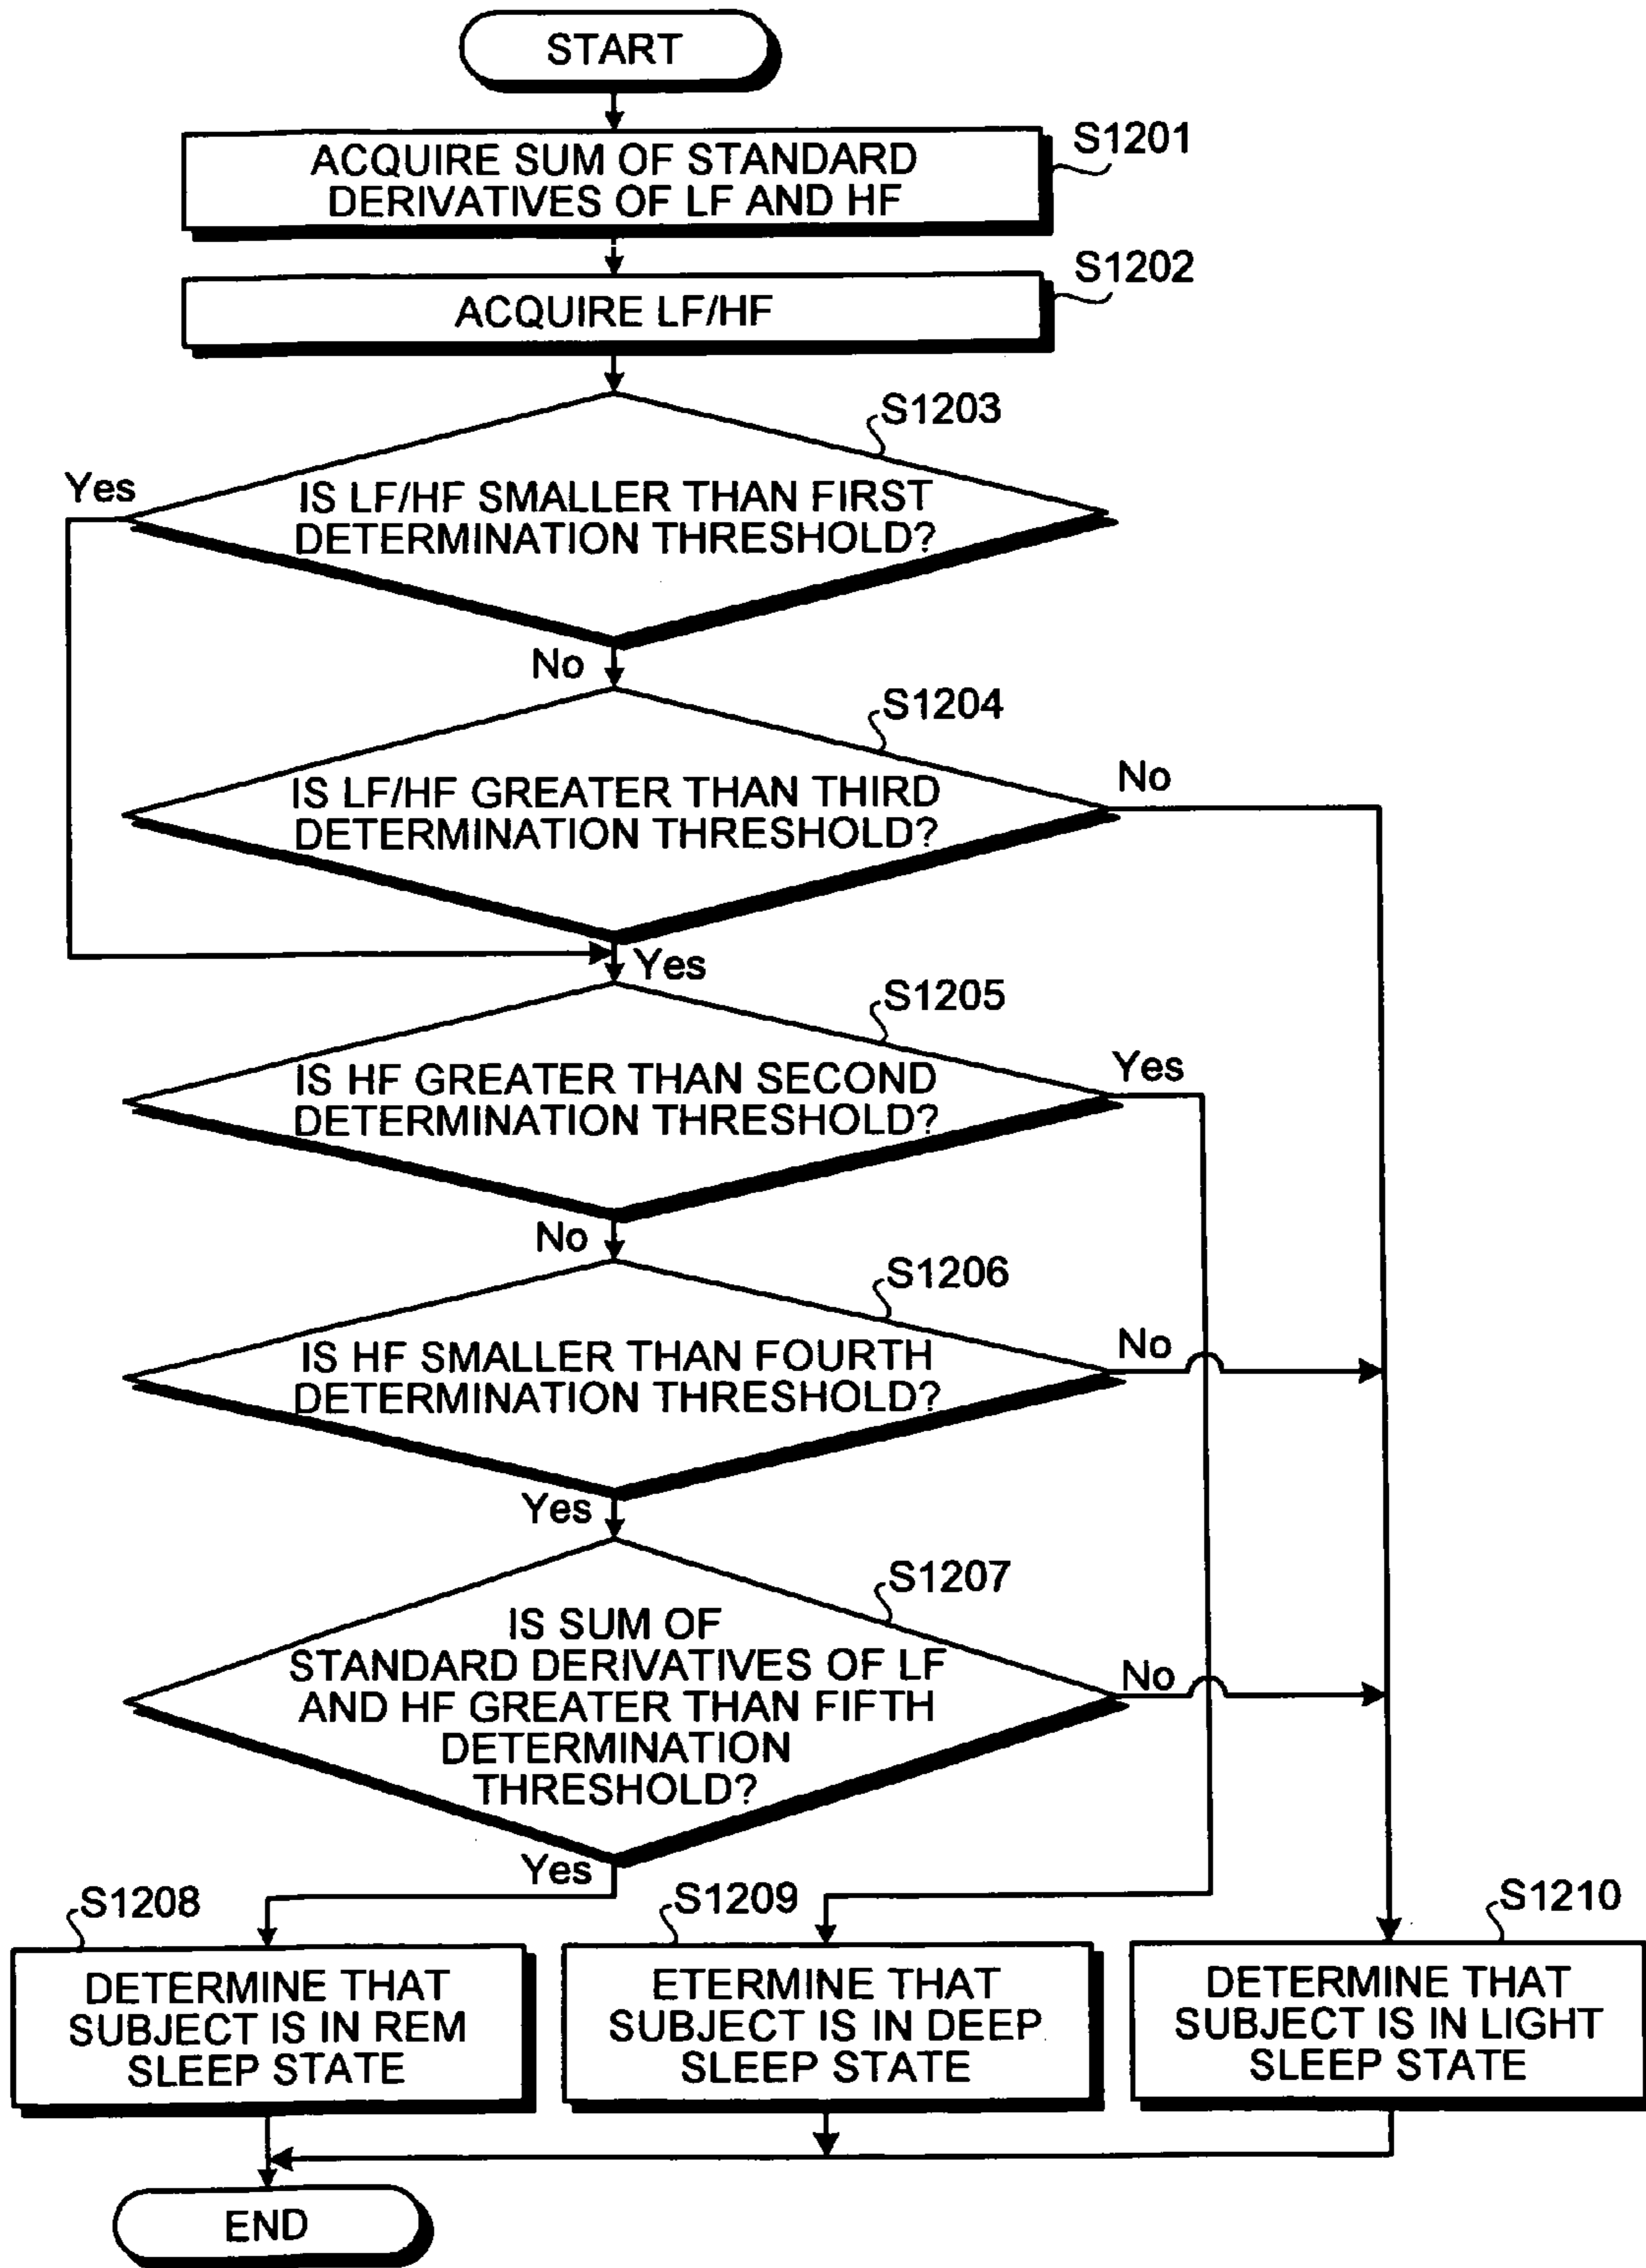 START
S1201
ACQUIRE SUM OF STANDARD
DERIVATIVES OF LF AND HF
S1202
ACQUIRE LF/HF
S1203
Yes
IS LF/HF SMALLER THAN FIRST
DETERMINATION THRESHOLD?
No
S1204
IS LF/HF GREATER THAN THIRD
DETERMINATION THRESHOLD?
No
Yes
S1205
IS HF GREATER THAN SECOND
DETERMINATION THRESHOLD?
Yes
No
S1206
IS HF SMALLER THAN FOURTH
DETERMINATION THRESHOLD?
No
Yes
S1207
IS SUM OF
STANDARD DERIVATIVES OF LF
AND HF GREATER THAN FIFTH
DETERMINATION
THRESHOLD?
No
Yes
S1208
DETERMINE THAT
SUBJECT IS IN REM
SLEEP STATE
S1209
ETERMINE THAT
SUBJECT IS IN DEEP
SLEEP STATE
S1210
DETERMINE THAT
SUBJECT IS IN LIGHT
SLEEP STATE
END